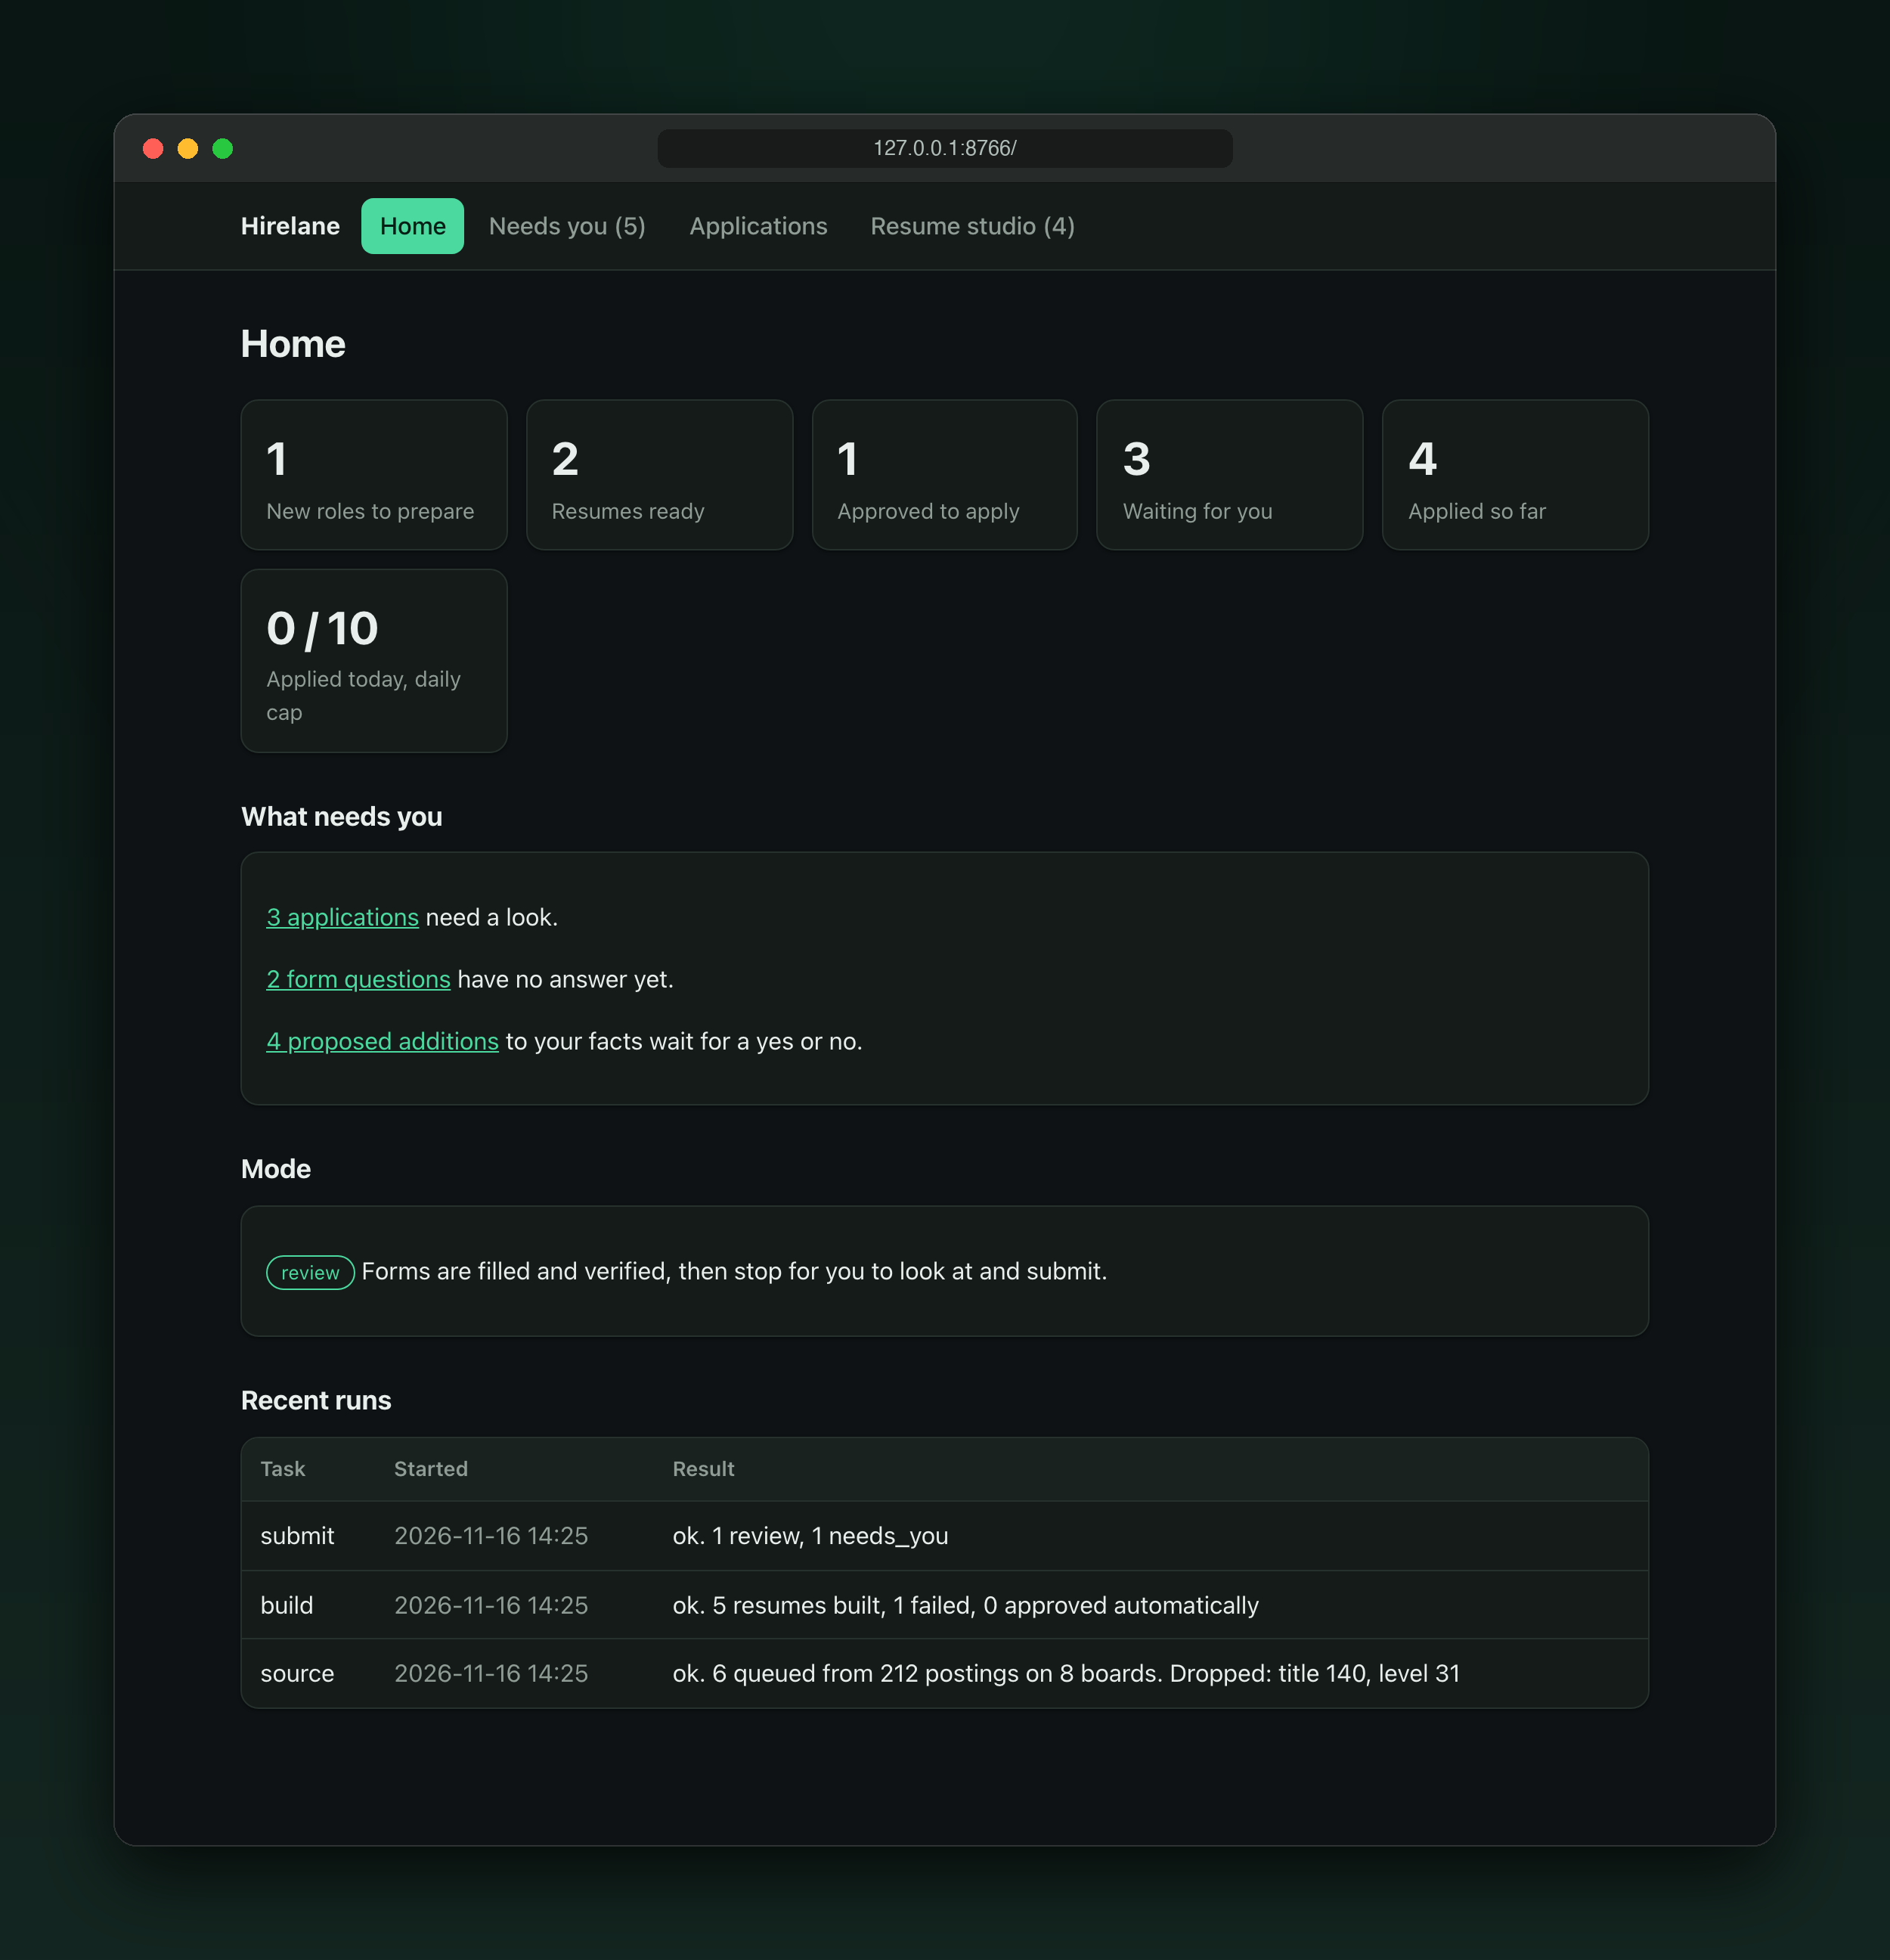 127.0.0.1:8766/
Hirelane Home Needs you (5) Applications Resume studio (4)
Home
1
New roles to prepare
2
Resumes ready
1
Approved to apply
3
Waiting for you
4
Applied so far
0 / 10
Applied today, daily
cap
What needs you
3 applications need a look.
2 form questions have no answer yet.
4 proposed additions to your facts wait for a yes or no.
Mode
review Forms are filled and verified, then stop for you to look at and submit.
Recent runs
Task Started Result
submit 2026-11-16 14:25 ok. 1 review, 1 needs_you
build 2026-11-16 14:25 ok. 5 resumes built, 1 failed, 0 approved automatically
source 2026-11-16 14:25 ok. 6 queued from 212 postings on 8 boards. Dropped: title 140, level 31